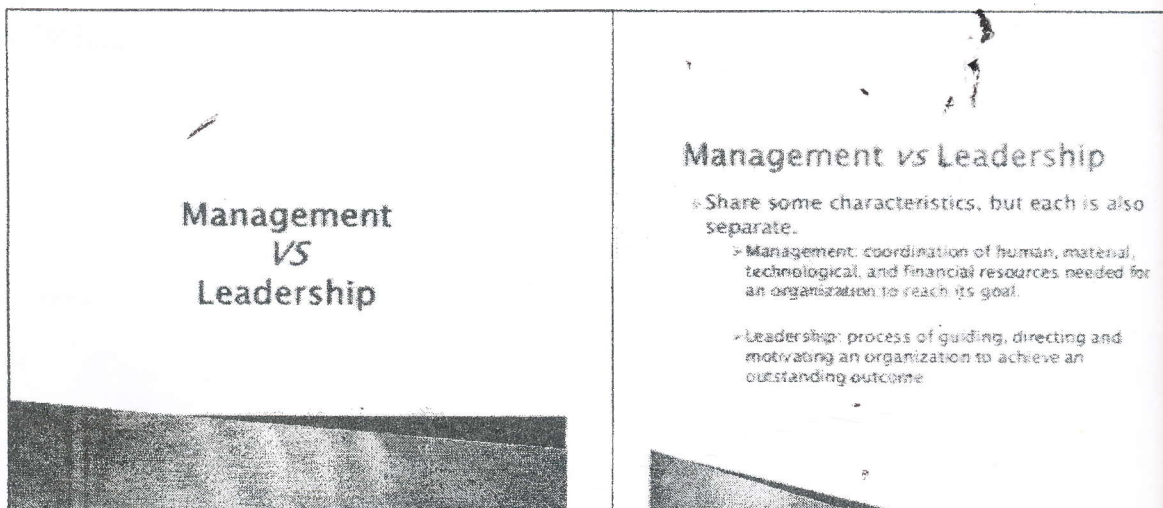 Management
VS
Leadership
Management vs Leadership
Share some characteristics, but each is also
separate.
Management: coordination of human, material,
technological, and financial resources needed for
an organization to reach its goal.
Leadership: process of guiding, directing and
motivating an organization to achieve an
outstanding outcome